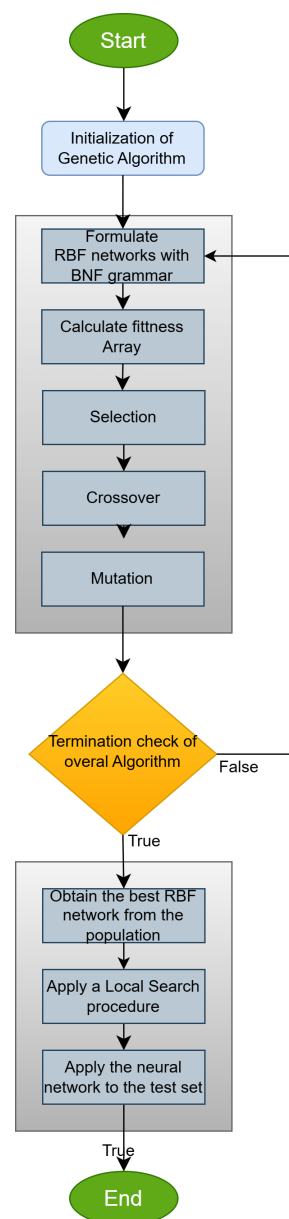 Start
Initialization of
Genetic Algorithm
Formulate
RBF networks with
BNF grammar
Calculate fittness
Array
Selection
Crossover
Mutation
Termination check of
overal Algorithm
False
True
Obtain the best RBF
network from the
population
Apply a Local Search
procedure
Apply the neural
network to the test set
True
End